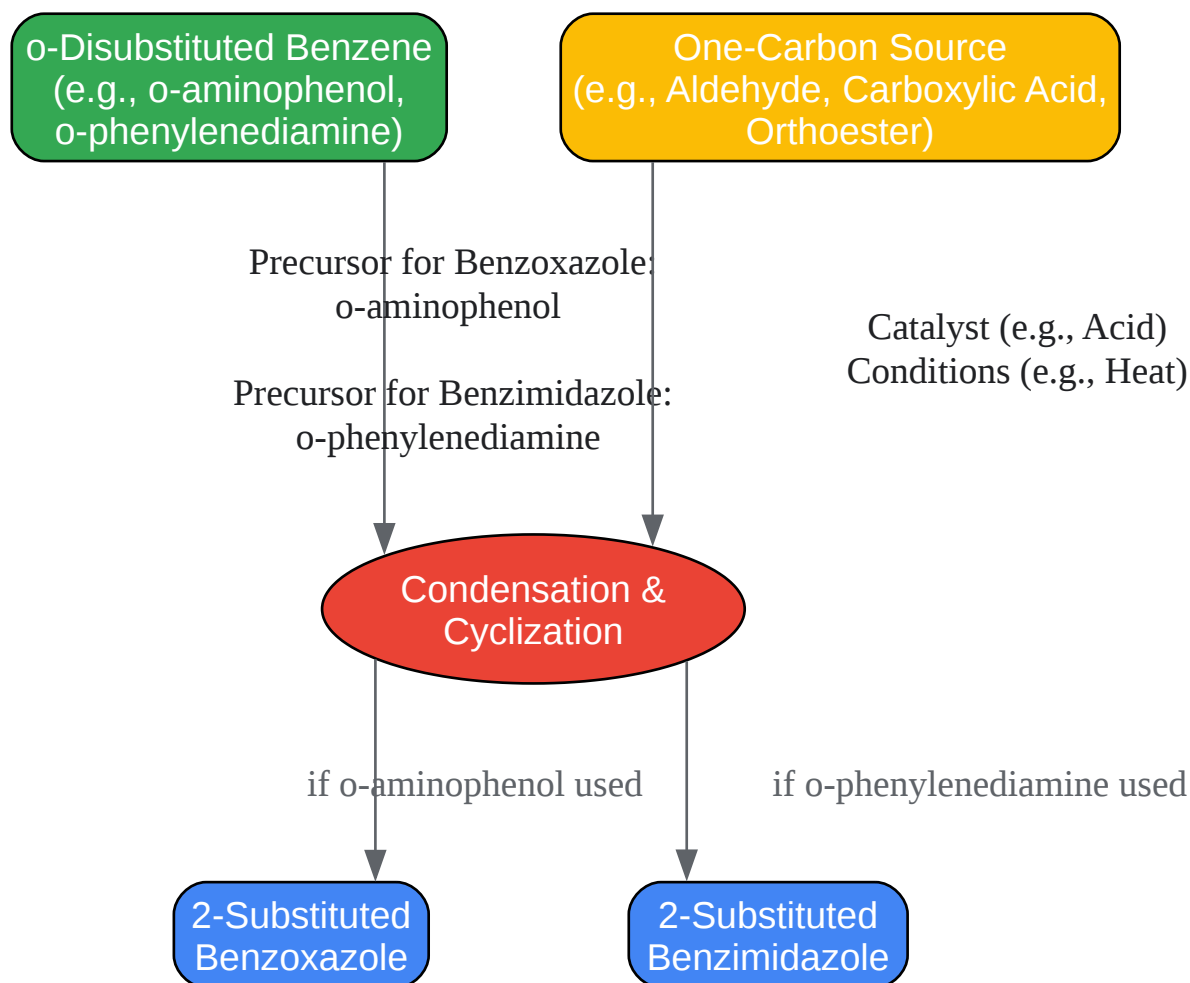 o-Disubstituted Benzene
(e.g., o-aminophenol,
o-phenylenediamine)
One-Carbon Source
(e.g., Aldehyde, Carboxylic Acid,
Orthoester)
Precursor for Benzoxazole:
o-aminophenol
Precursor for Benzimidazole:
o-phenylenediamine
Catalyst (e.g., Acid)
Conditions (e.g., Heat)
Condensation &
Cyclization
if o-aminophenol used
if o-phenylenediamine used
2-Substituted
Benzoxazole
2-Substituted
Benzimidazole